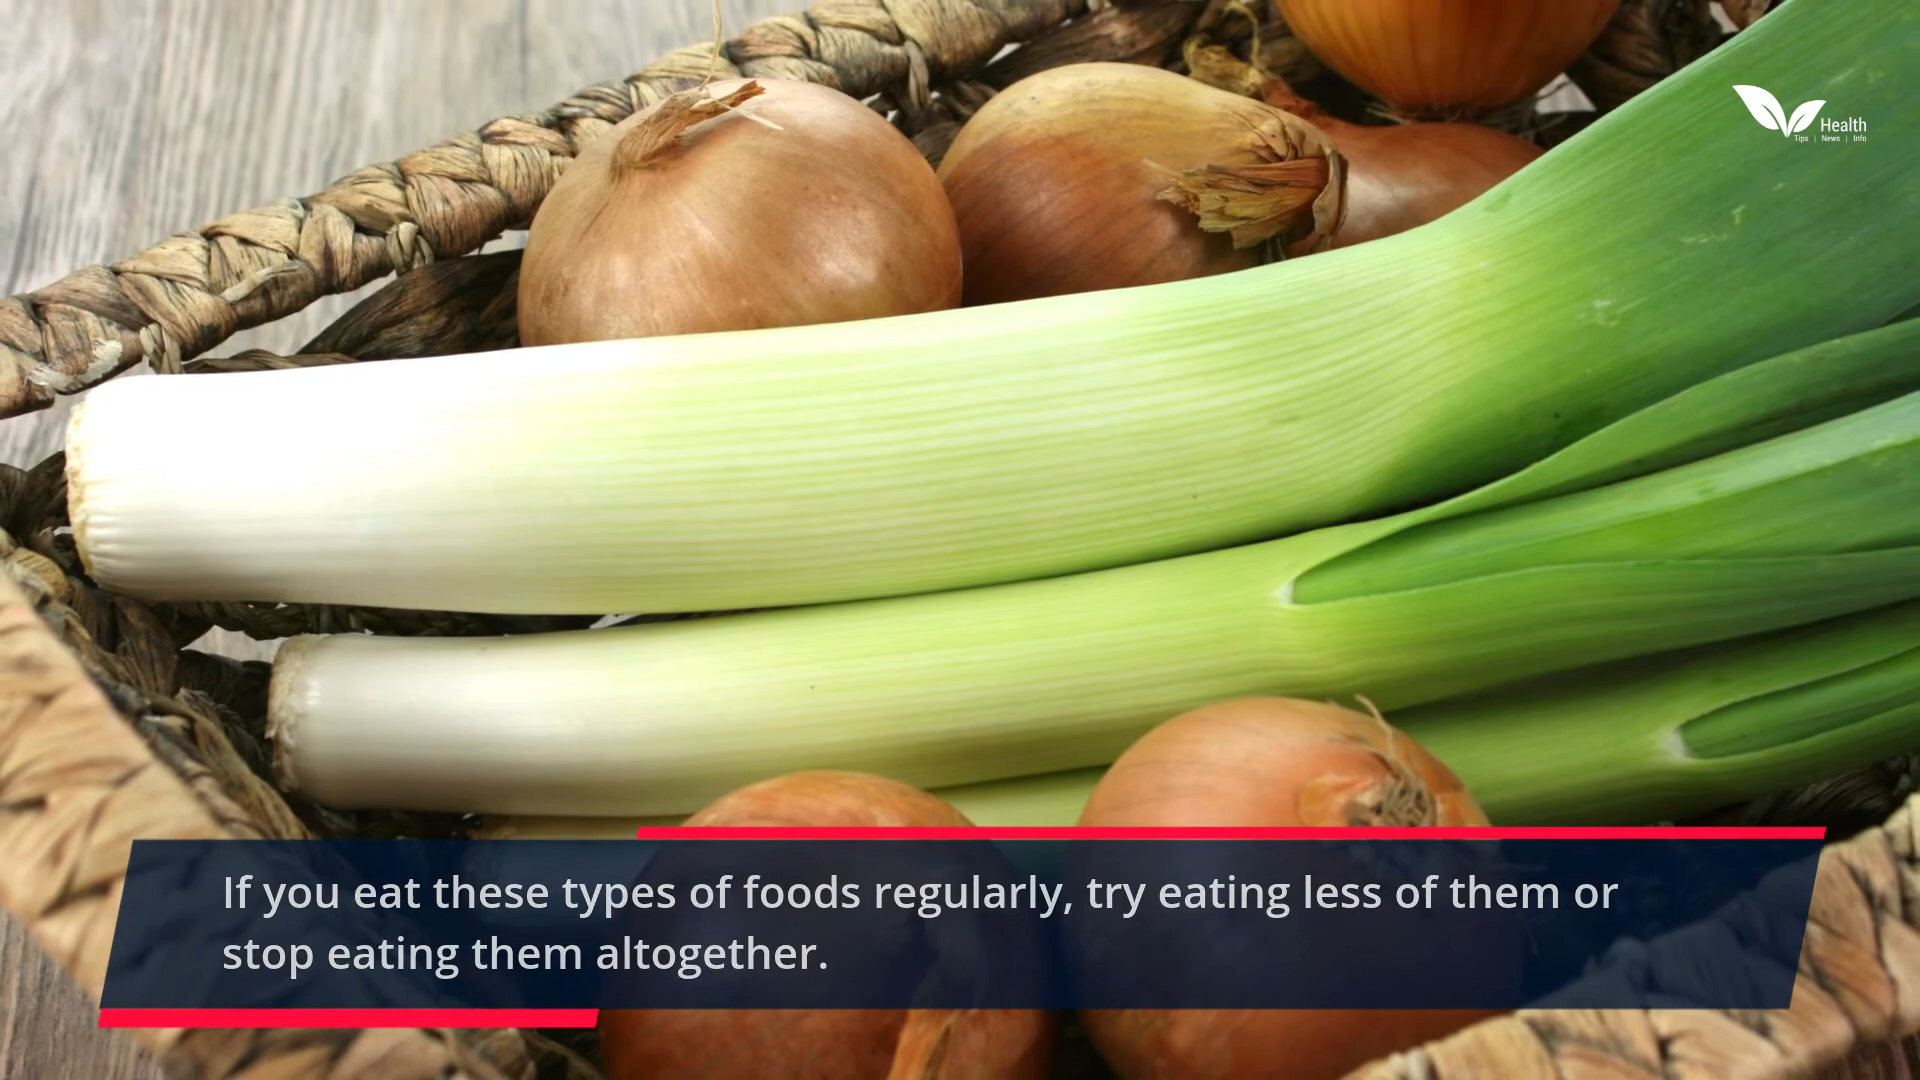 Health
Tips | News | Info
If you eat these types of foods regularly, try eating less of them or
stop eating them altogether.